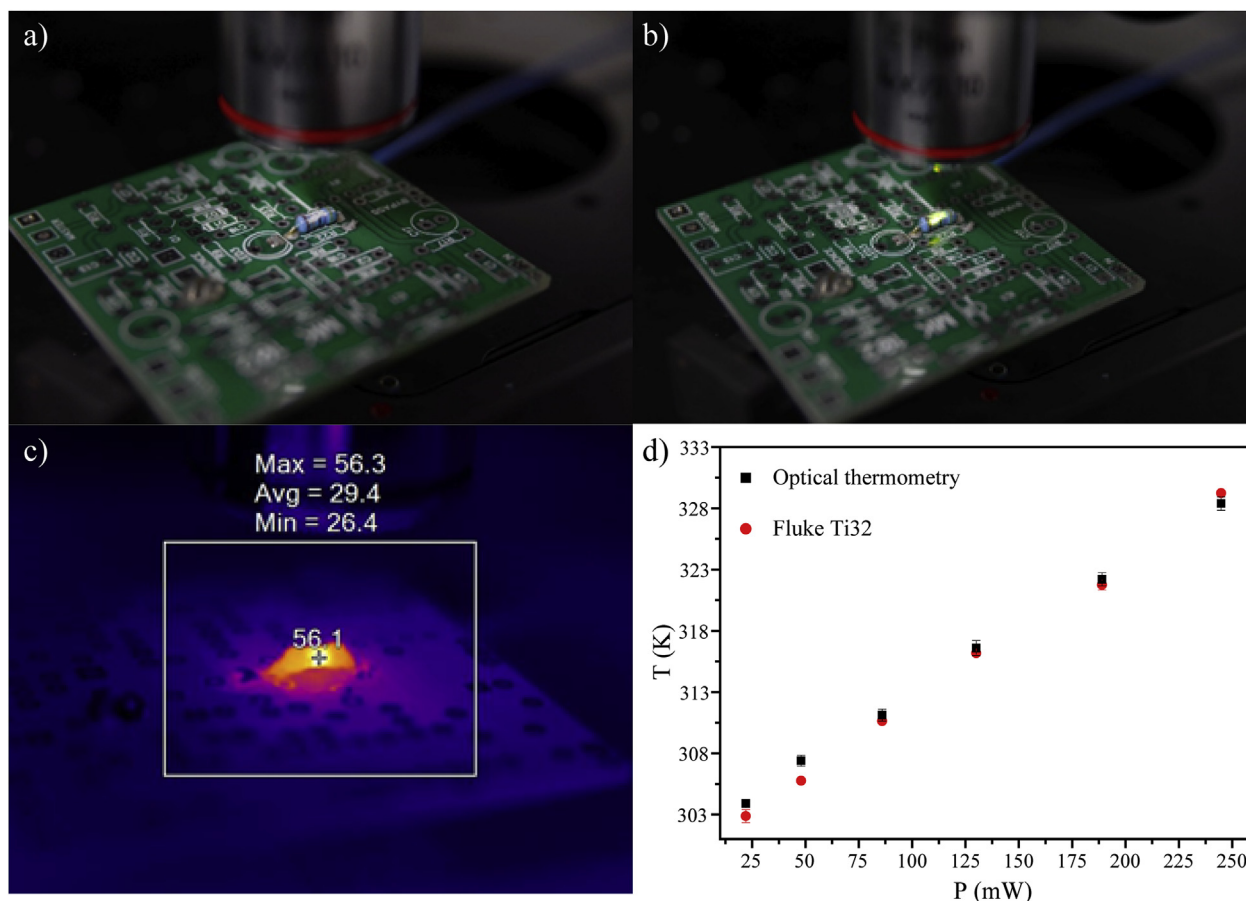 a)
b)
c)
Max = 56.3
Avg = 29.4
Min = 26.4
56.1
d)
Optical thermometry
Fluke Ti32
T (K)
333
328
323
318
313
308
303
25
50
75
100
125
150
175
200
225
250
P (mW)